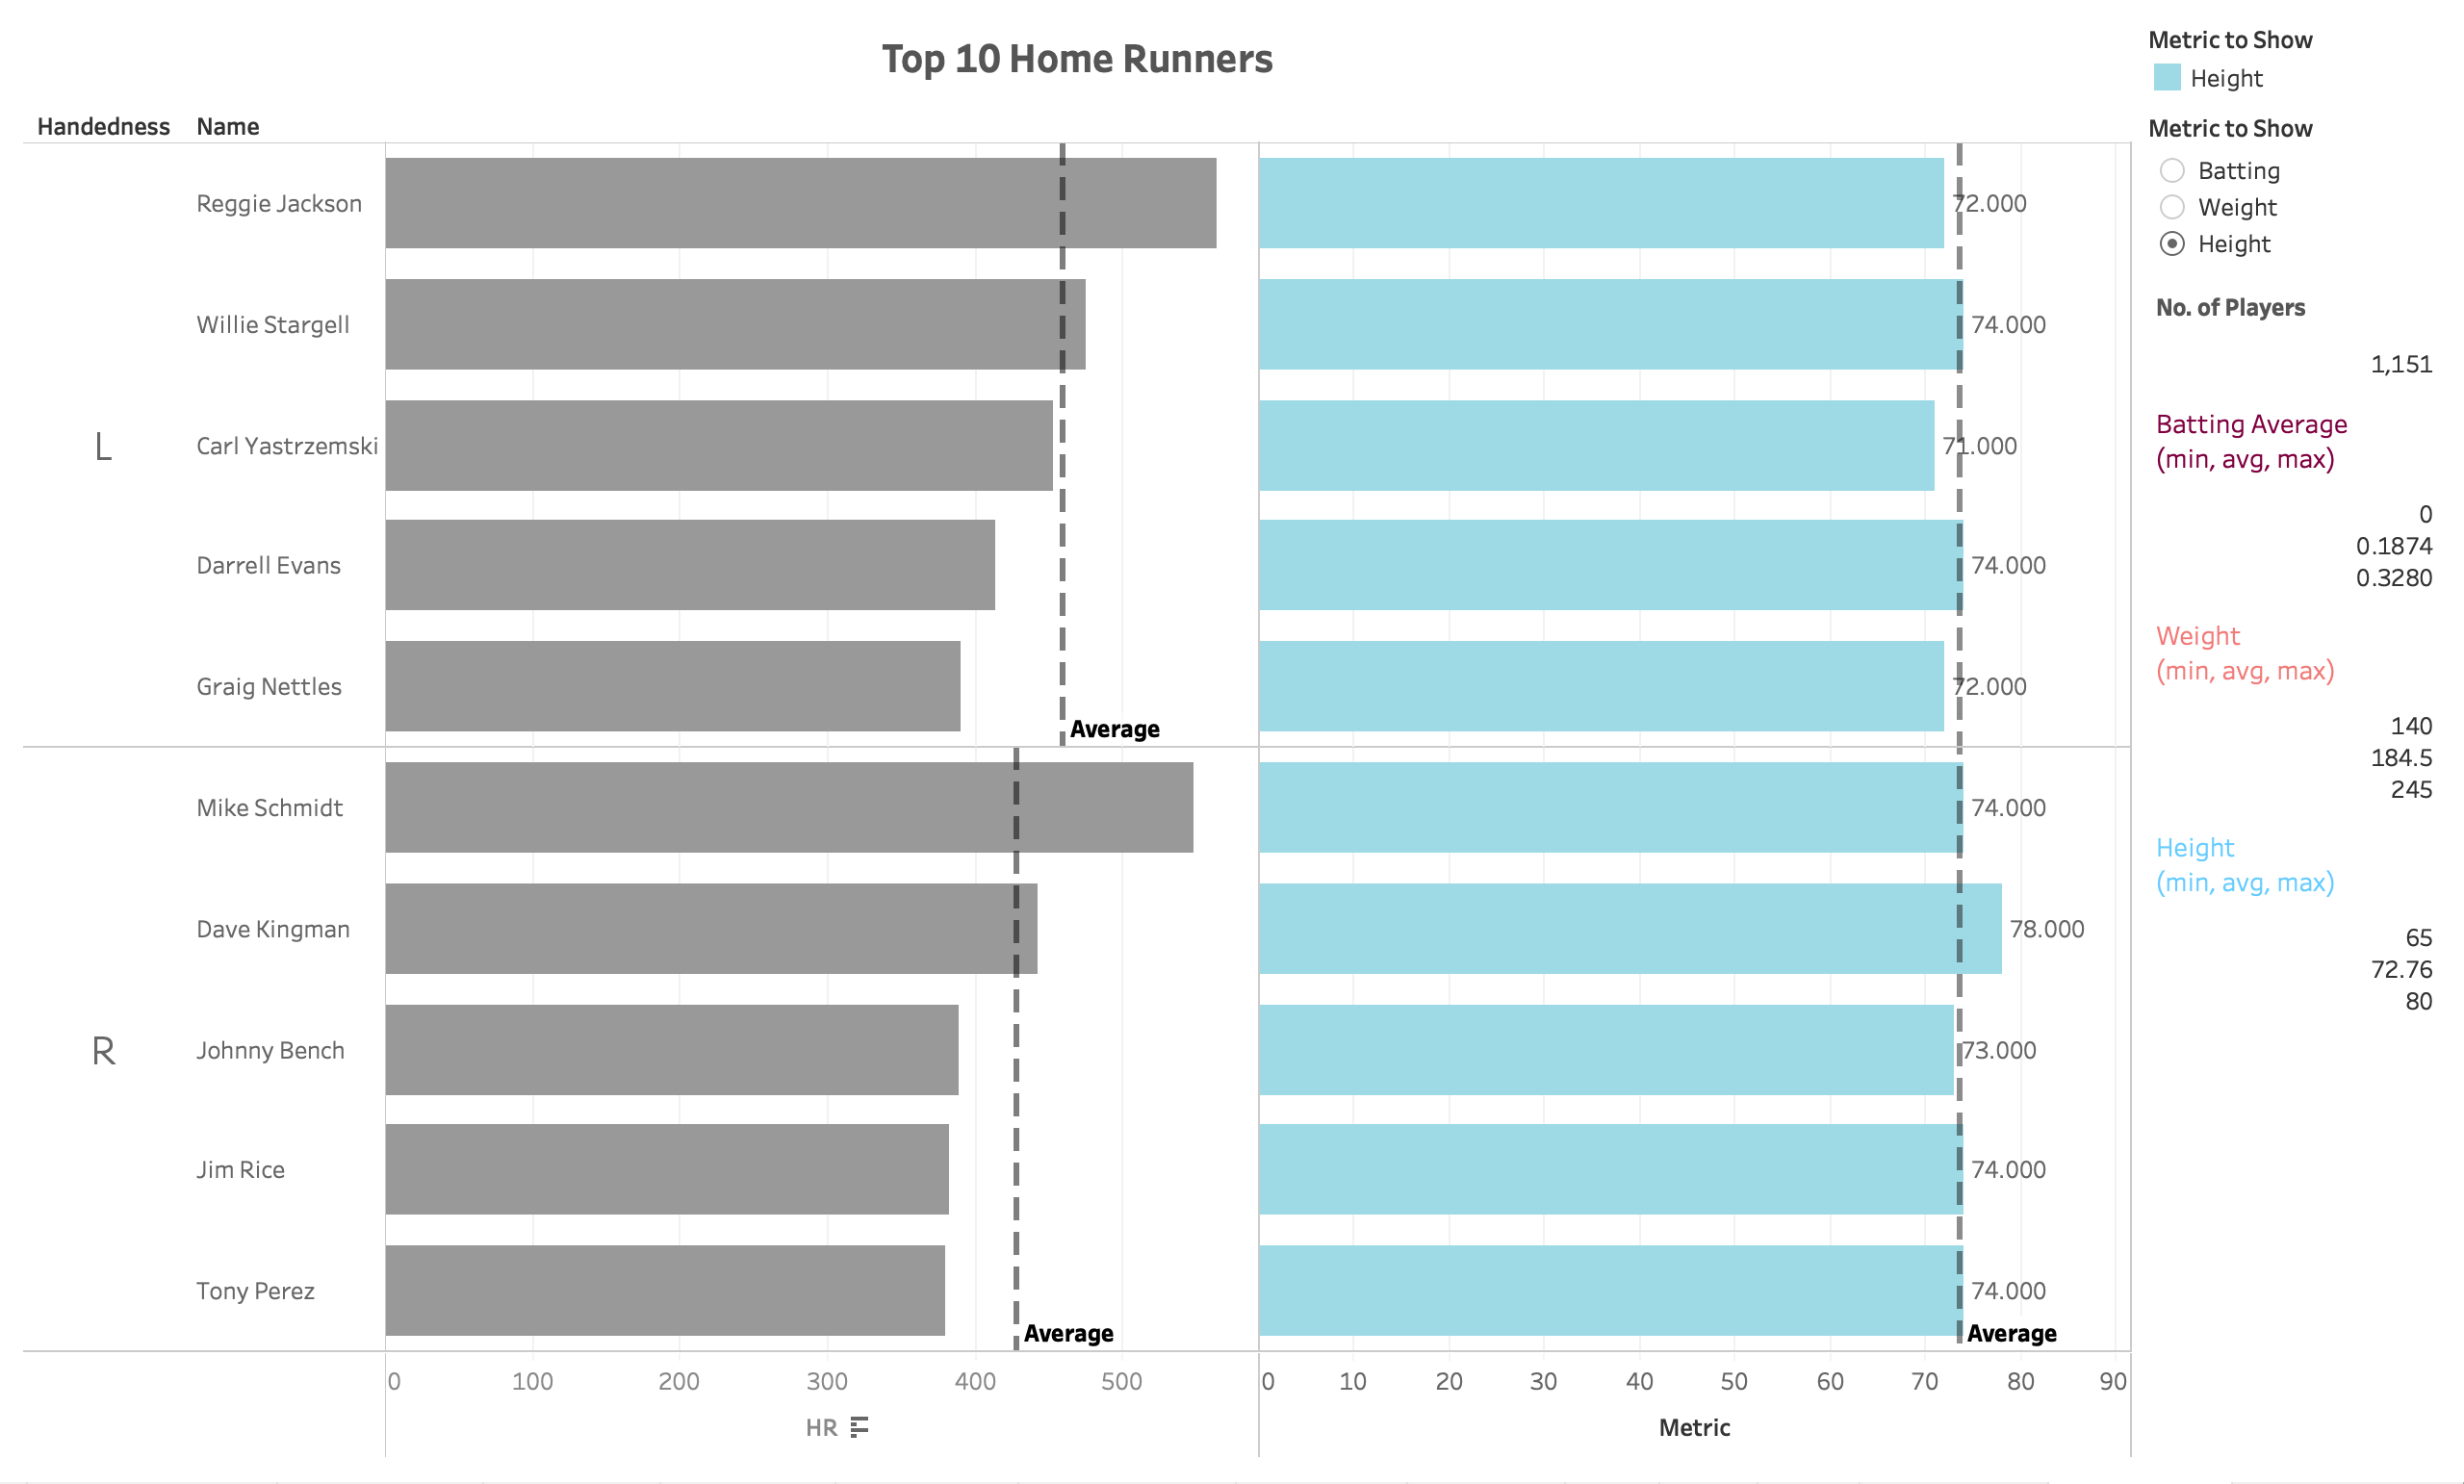 Top 10 Home Runners
Handedness Name
L
Reggie Jackson 72.000
Willie Stargell 74.000
Carl Yastrzemski 71.000
Darrell Evans 74.000
Graig Nettles 72.000
Average
R
Mike Schmidt 74.000
Dave Kingman 78.000
Johnny Bench 73.000
Jim Rice 74.000
Tony Perez 74.000
Average Average
0 100 200 300 400 500 0 10 20 30 40 50 60 70 80 90
HR Metric
Metric to Show
Height
Metric to Show
Batting
Weight
Height
No. of Players
1,151
Batting Average
(min, avg, max)
0
0.1874
0.3280
Weight
(min, avg, max)
140
184.5
245
Height
(min, avg, max)
65
72.76
80